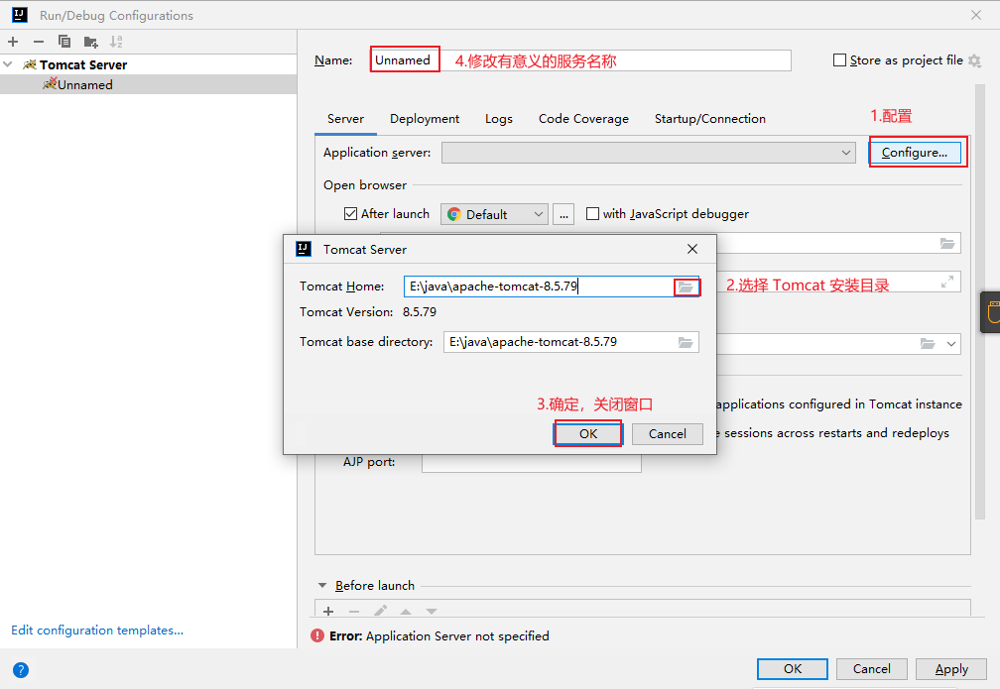 Run/Debug Configurations
Tomcat Server
Unnamed
Edit configuration templates...
Name: Unnamed 4.修改有意义的服务名称 Store as project file
Server Deployment Logs Code Coverage Startup/Connection
1.配置
Application server: Configure...
Open browser
After launch Default ... with JavaScript debugger
Tomcat Server
Tomcat Home: E:\java\apache-tomcat-8.5.79
2.选择 Tomcat 安装目录
Tomcat Version: 8.5.79
Tomcat base directory: E:\java\apache-tomcat-8.5.79
3.确定，关闭窗口
OK Cancel
applications configured in Tomcat instance
sessions across restarts and redeploys
AJP port:
Before launch
Error: Application Server not specified
OK Cancel Apply